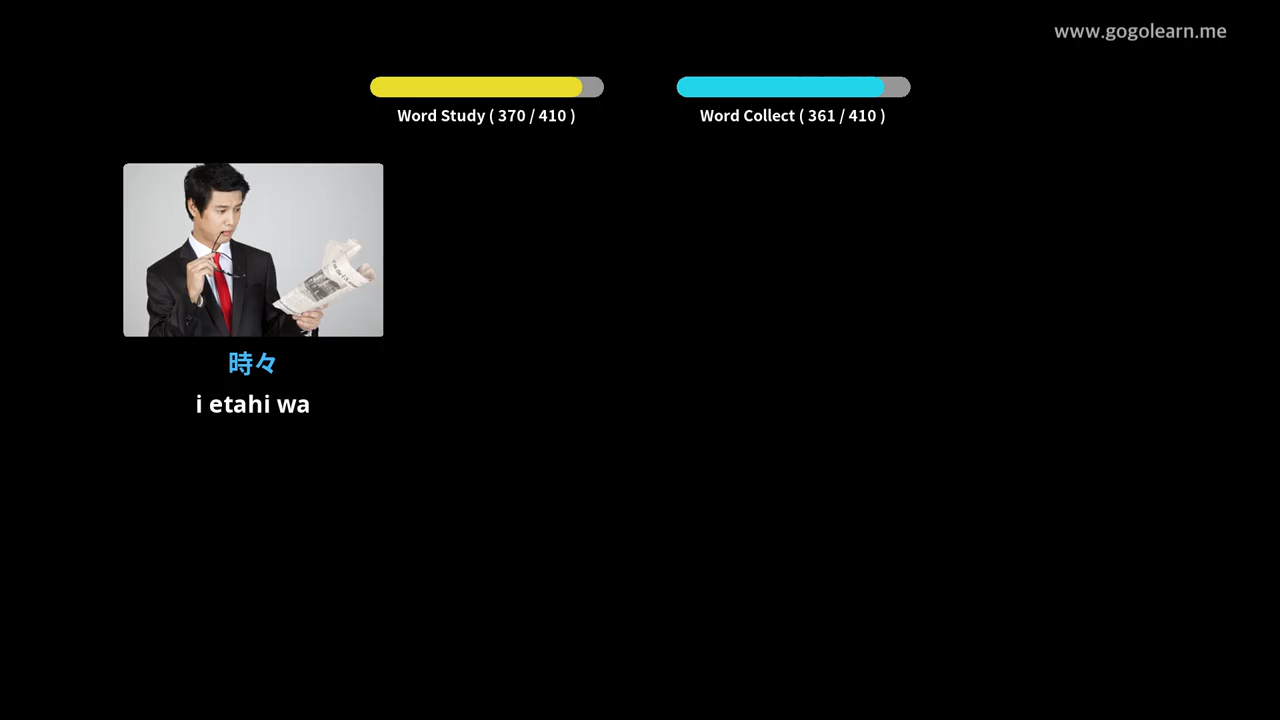 www.gogolearn.me
Word Study ( 370 / 410 )
Word Collect ( 361 / 410 )
時々
i etahi wa